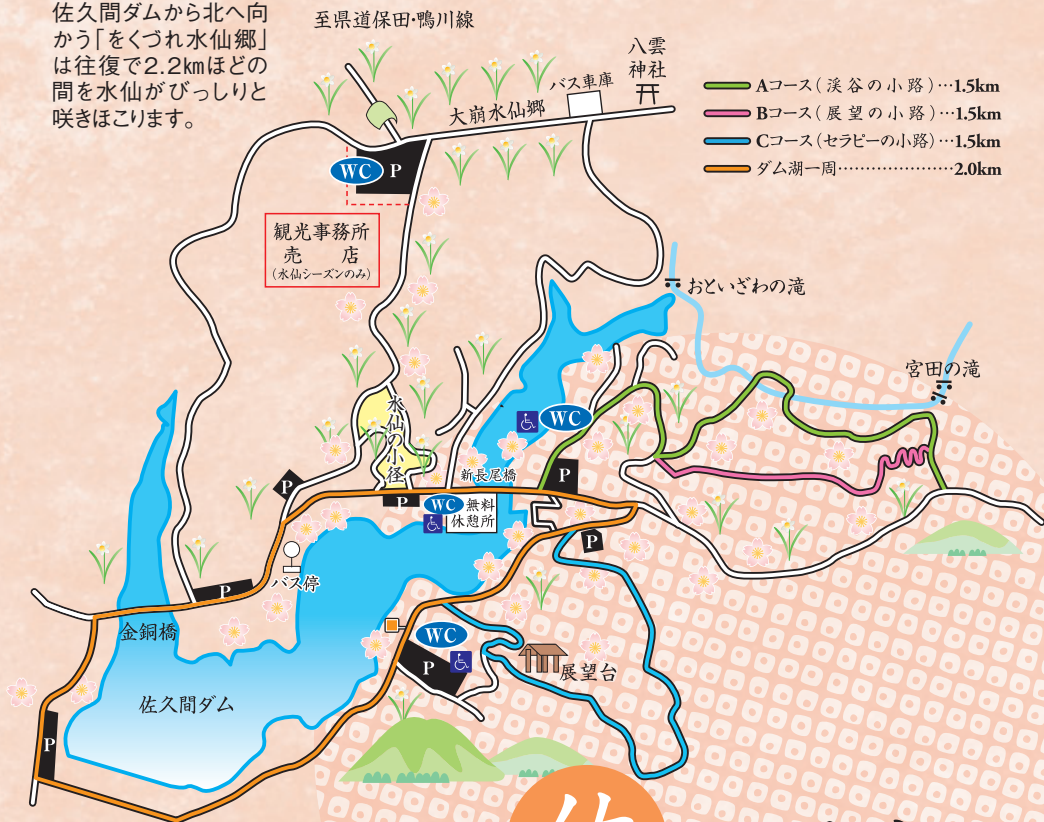 佐久間ダムから北へ向
かう「をくづれ水仙郷」
は往復で2.2kmほどの
間を水仙がびっしりと
咲きほこります。
至県道保田・鴨川線
八雲
神社
バス車庫
大崩水仙郷
Aコース(渓谷の小路)…1.5km
Bコース(展望の小路)…1.5km
Cコース(セラピーの小路)…1.5km
ダム湖一周……………………2.0km
WC P
観光事務所
売 店
(水仙シーズンのみ)
おといざわの滝
宮田の滝
水仙の小径
WC
新長尾橋
P
P
P
WC 無料
休憩所
P
バス停
P
金銅橋
WC
P
展望台
佐久間ダム
P